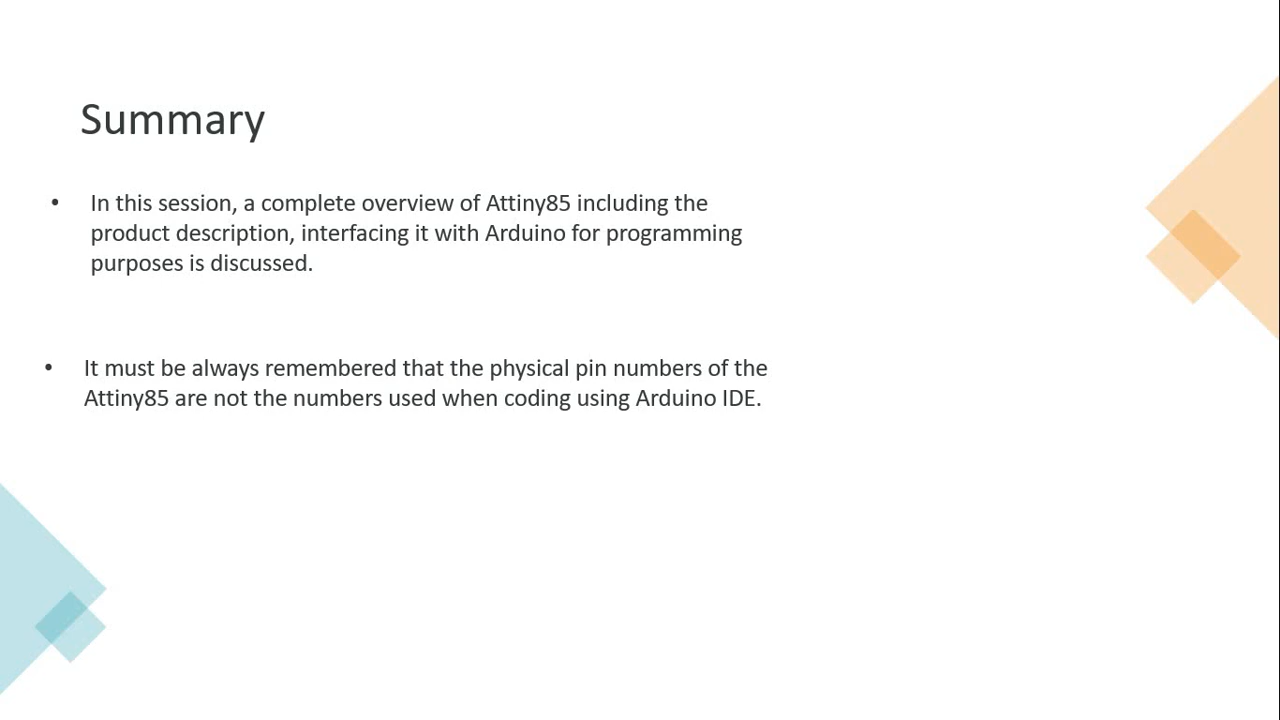 Summary
• In this session, a complete overview of Attiny85 including the
product description, interfacing it with Arduino for programming
purposes is discussed.
• It must be always remembered that the physical pin numbers of the
Attiny85 are not the numbers used when coding using Arduino IDE.